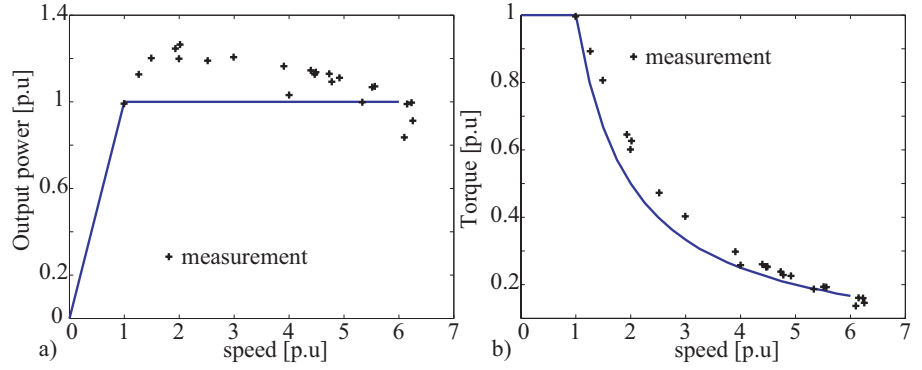 1.4
1
0.6
0.2
0
Output power [p.u]
+ measurement
0 1 2 3 4 5 6 7
a) speed [p.u]
1
0.8
0.6
0.4
0.2
Torque [p.u]
+ measurement
0 1 2 3 4 5 6 7
b) speed [p.u]